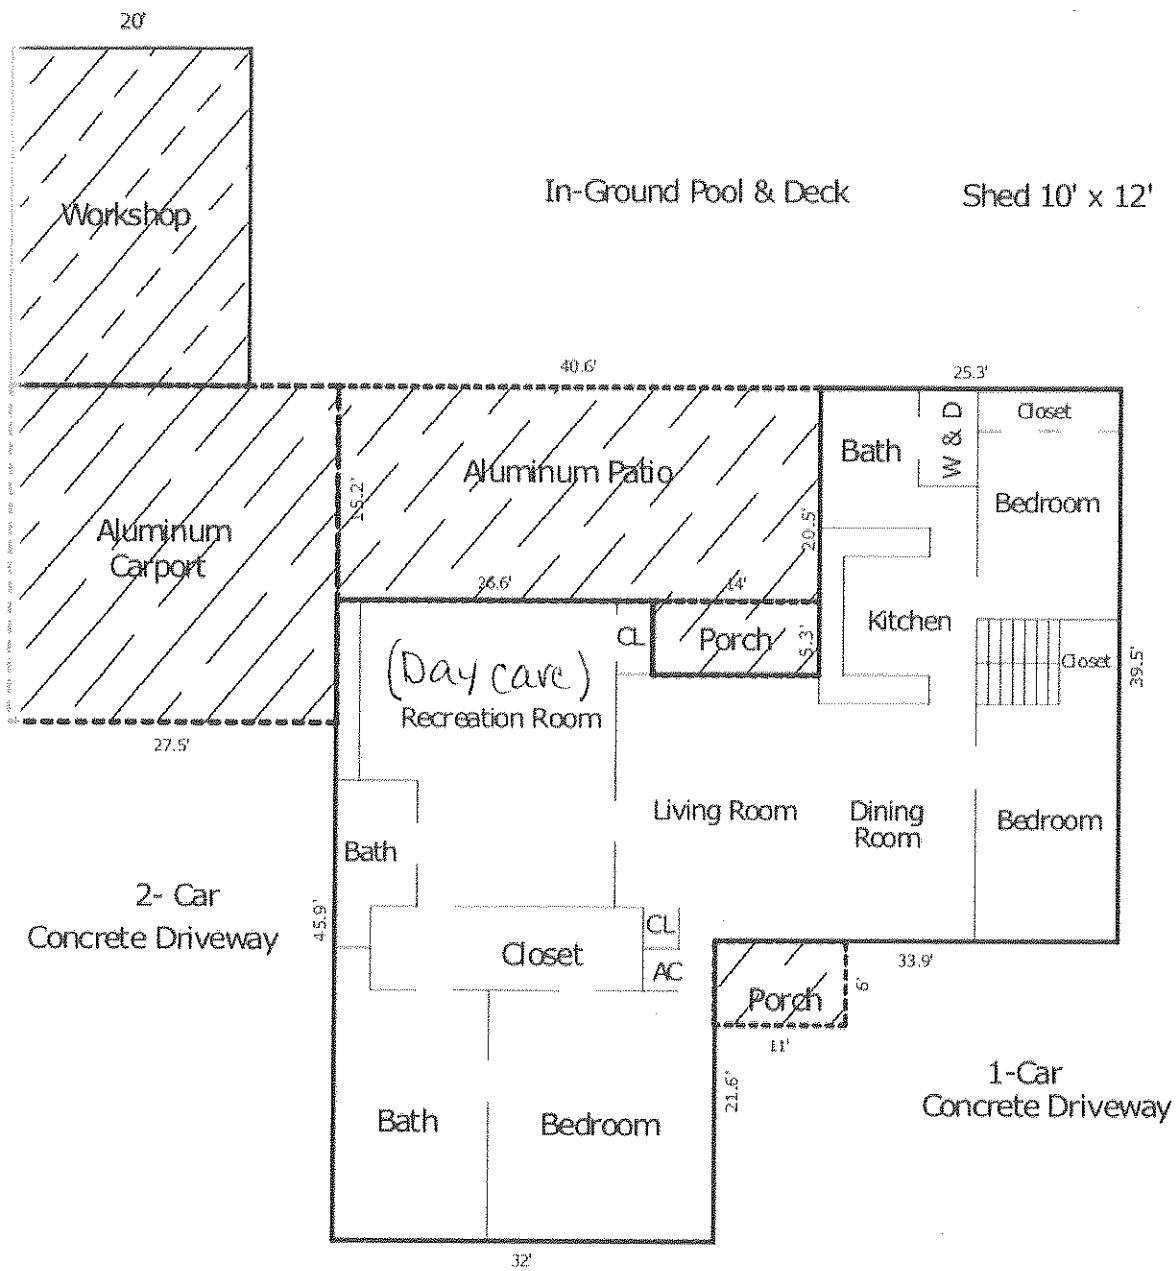 20'
Workshop
In-Ground Pool & Deck
Shed 10' x 12'
40.6'
25.3'
Closet
W & D
Bath
Aluminum Patio
Bedroom
15.2'
20.5'
Aluminum
Carport
26.6'
14'
CL
Porch
5.3'
Kitchen
Closet
39.5'
(Day care)
Recreation Room
27.5'
Living Room
Dining
Room
Bedroom
Bath
2- Car
Concrete Driveway
45.9'
CL
Closet
AC
33.9'
Porch
6'
11'
21.6'
1-Car
Concrete Driveway
Bath
Bedroom
32'